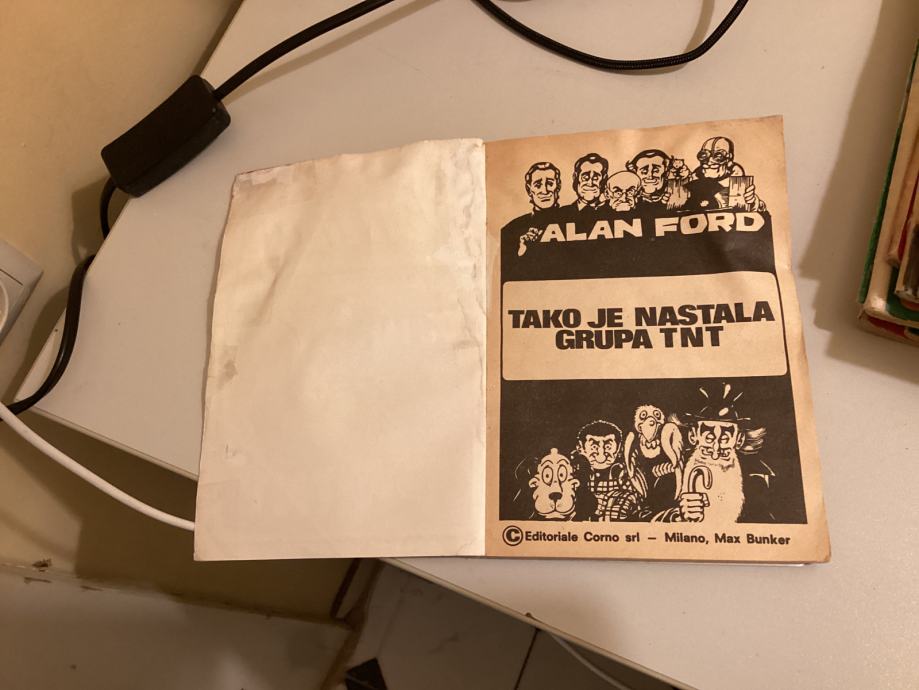 ALAN FORD
TAKO JE NASTALA
GRUPA TNT
© Editoriale Corno srl – Milano, Max Bunker